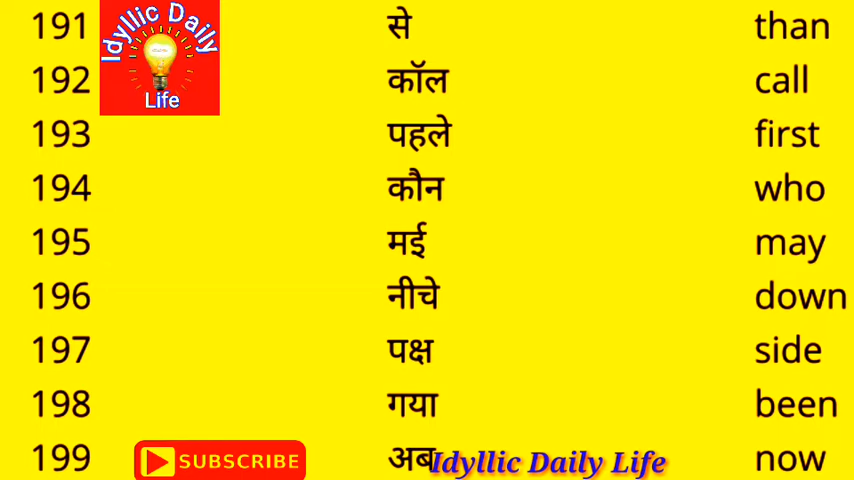 191 से than
Idyllic Daily
Life
192 कॉल call
193 पहले first
194 कौन who
195 मई may
196 नीचे down
197 पक्ष side
198 गया been
199 अब now
SUBSCRIBE
Idyllic Daily Life